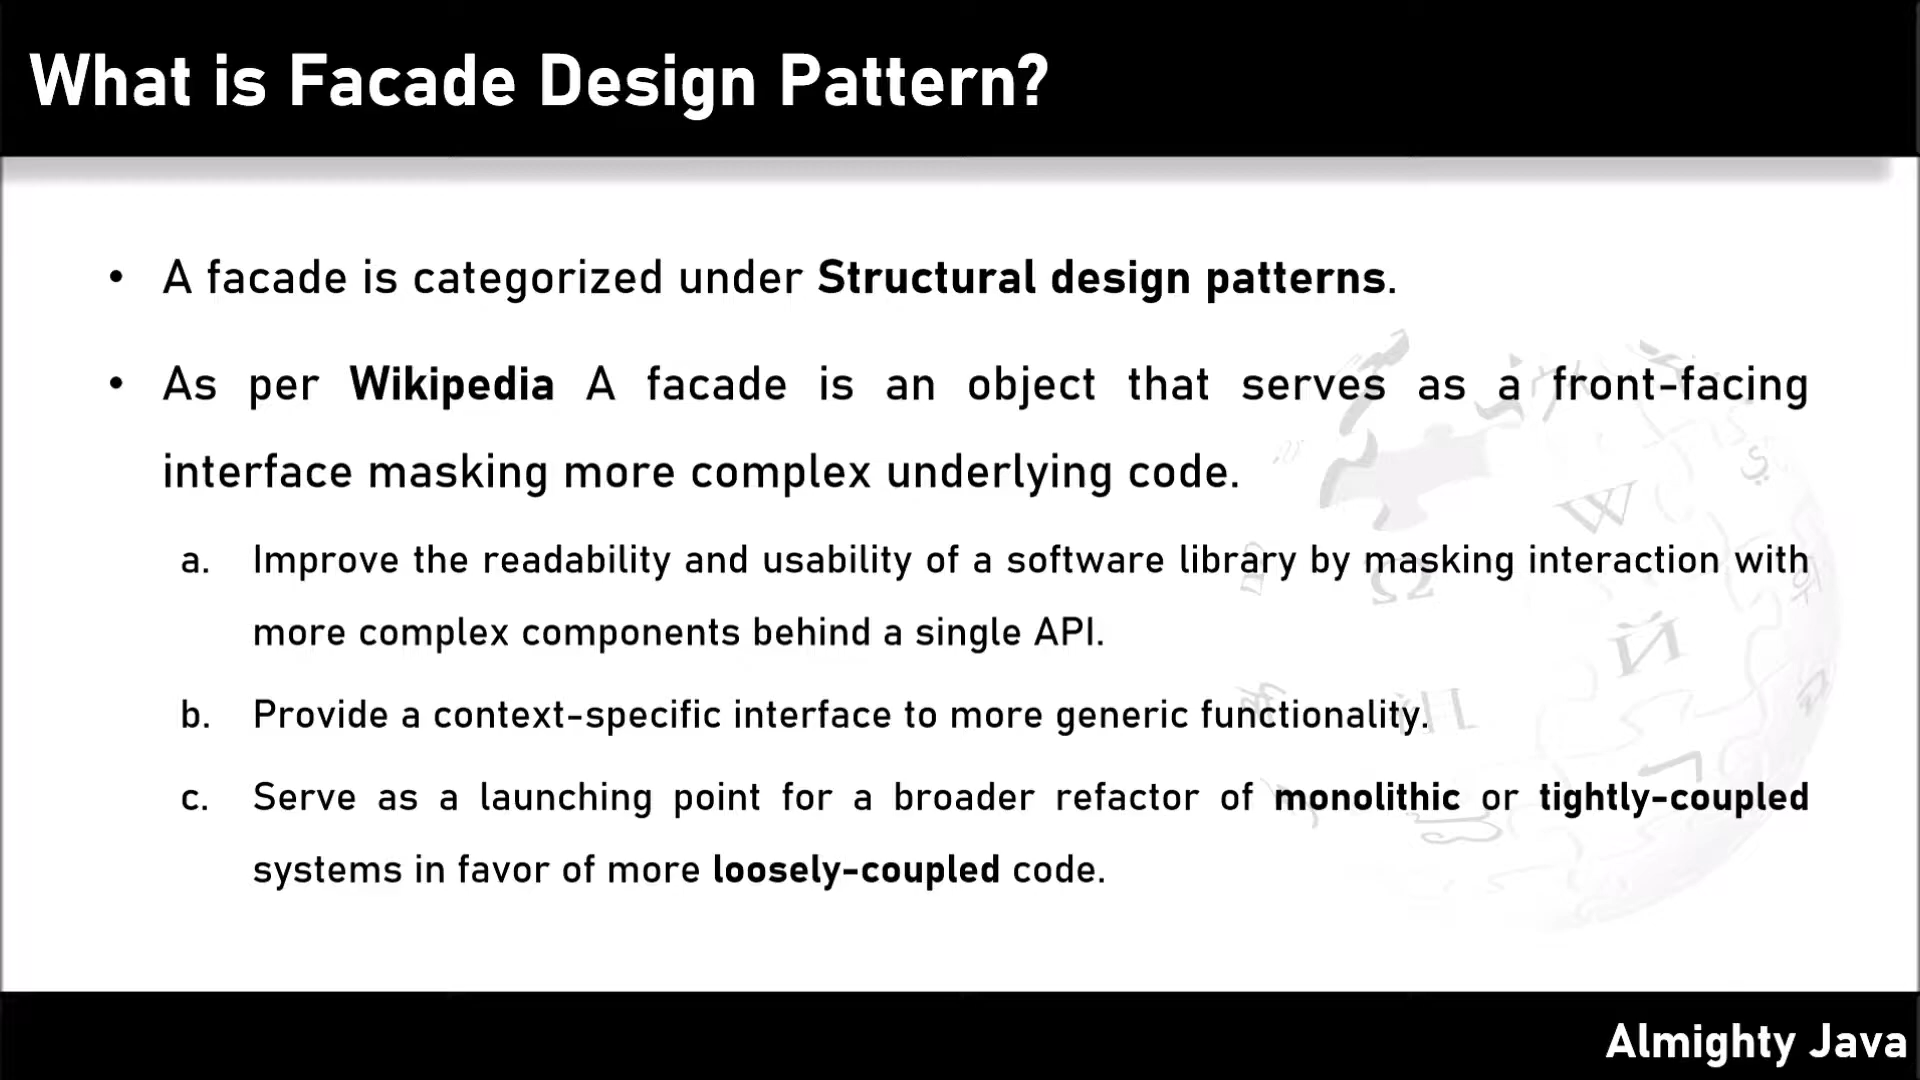 What is Facade Design Pattern?
• A facade is categorized under Structural design patterns.
• As per Wikipedia A facade is an object that serves as a front-facing
interface masking more complex underlying code.
a. Improve the readability and usability of a software library by masking interaction with
more complex components behind a single API.
b. Provide a context-specific interface to more generic functionality.
c. Serve as a launching point for a broader refactor of monolithic or tightly-coupled
systems in favor of more loosely-coupled code.
W
Ω
Й
Almighty Java